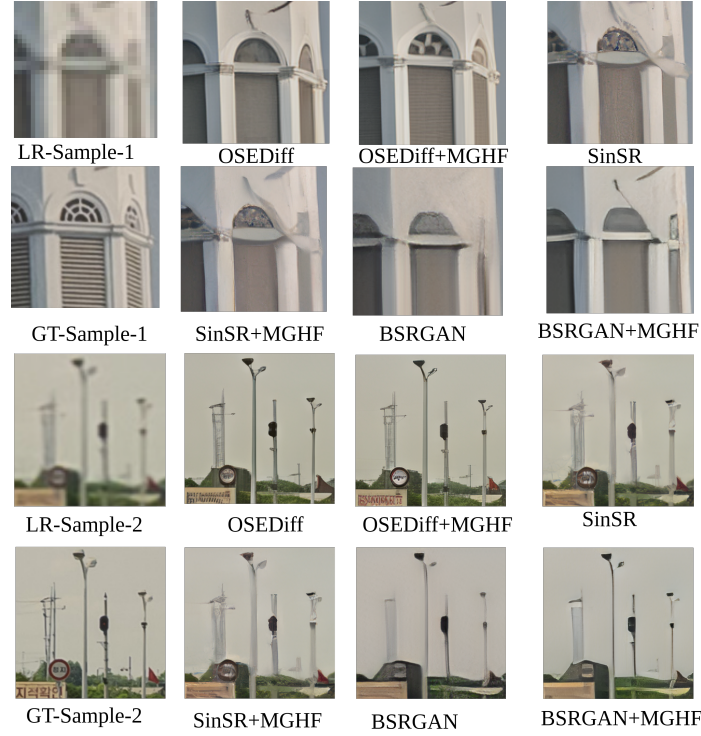 LR-Sample-1
OSEDiff
OSEDiff+MGHF
SinSR
GT-Sample-1
SinSR+MGHF
BSRGAN
BSRGAN+MGHF
LR-Sample-2
OSEDiff
OSEDiff+MGHF
SinSR
지적확인
GT-Sample-2
SinSR+MGHF
BSRGAN
BSRGAN+MGHF